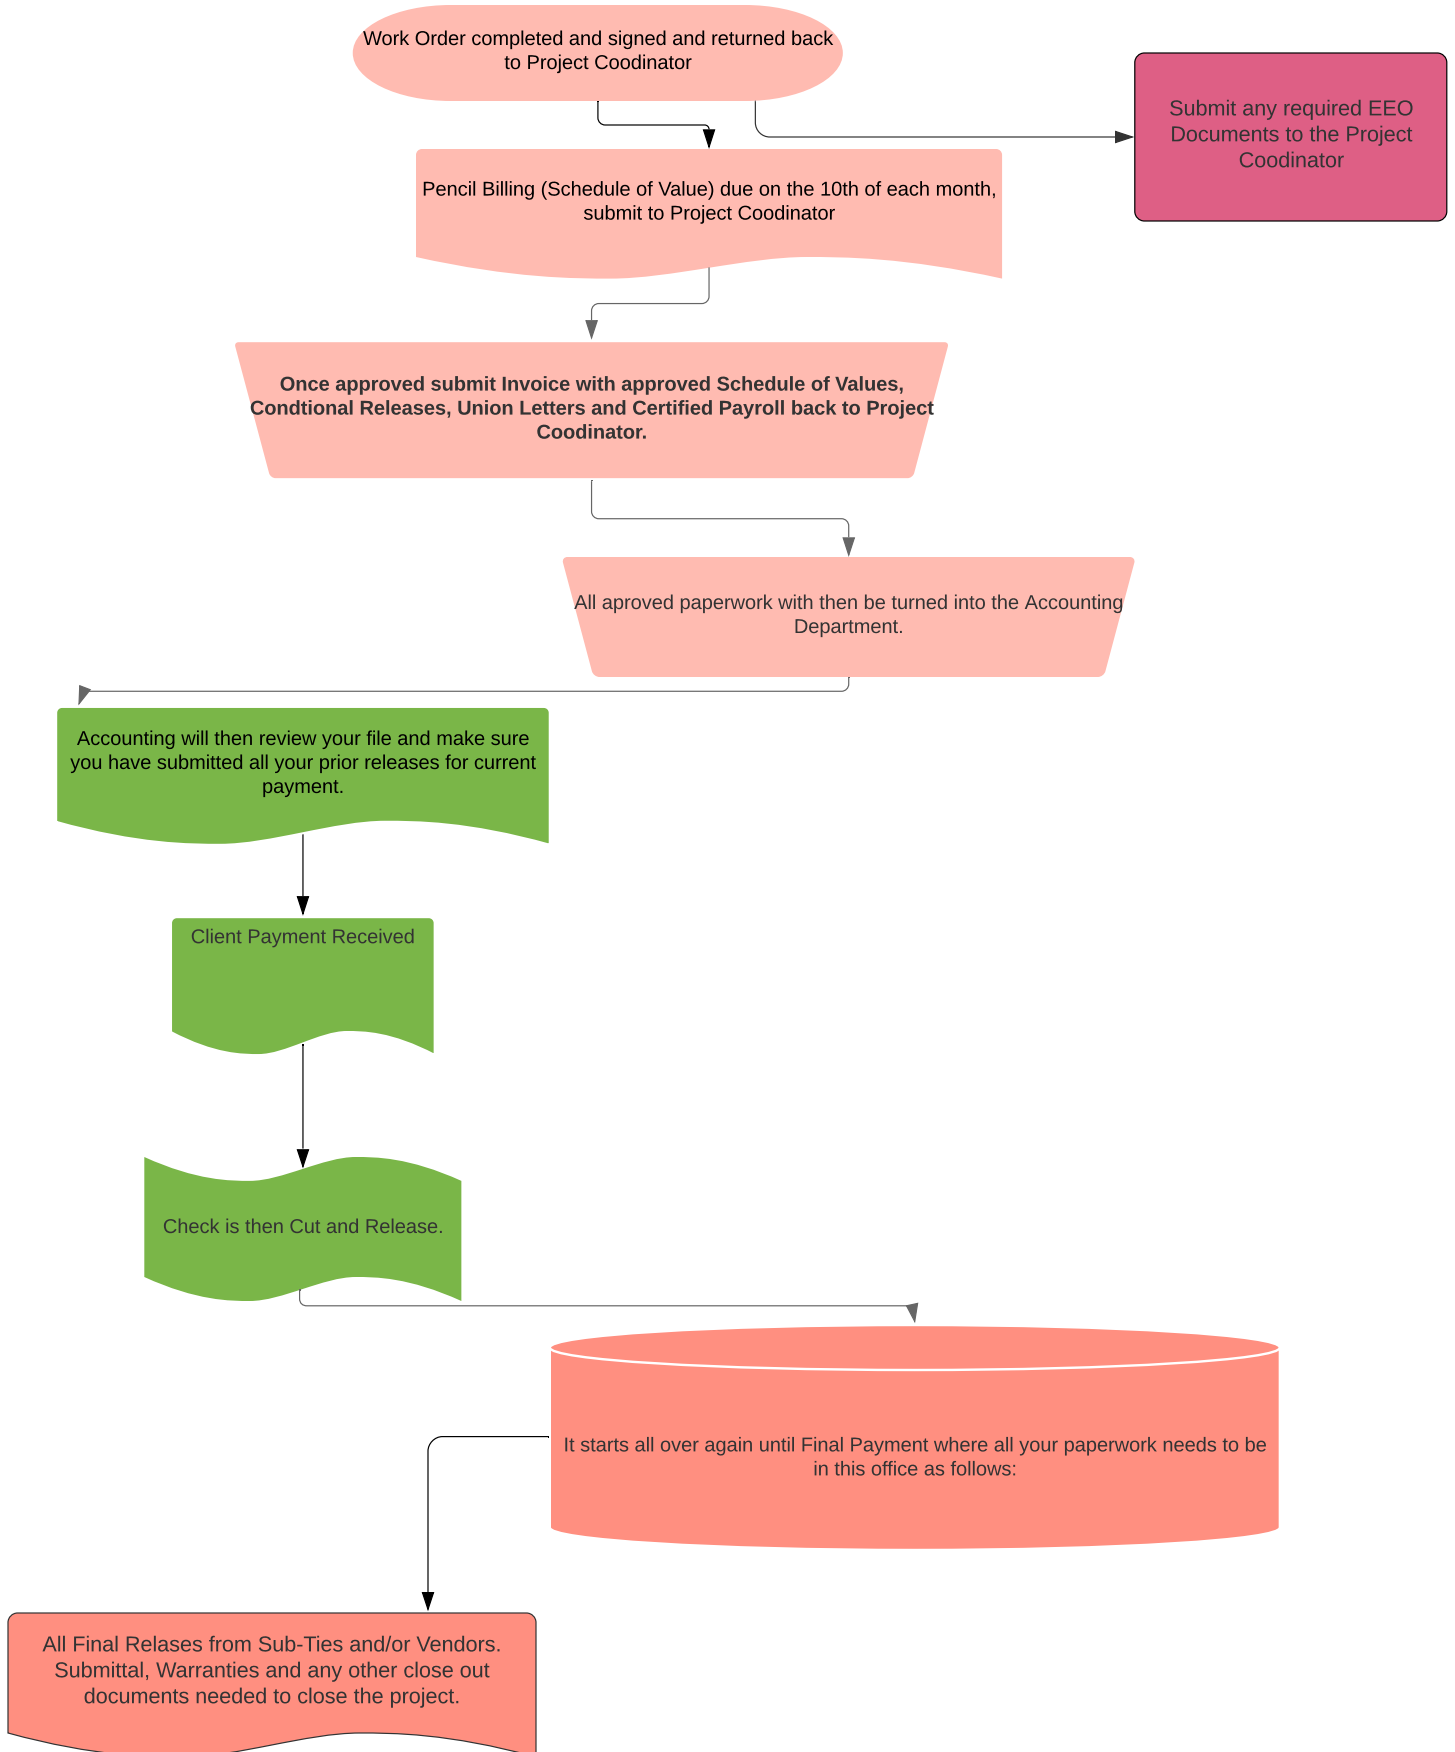 Work Order completed and signed and returned back
to Project Coodinator
Submit any required EEO
Documents to the Project
Coodinator
Pencil Billing (Schedule of Value) due on the 10th of each month,
submit to Project Coodinator
Once approved submit Invoice with approved Schedule of Values,
Condtional Releases, Union Letters and Certified Payroll back to Project
Coodinator.
All aproved paperwork with then be turned into the Accounting
Department.
Accounting will then review your file and make sure
you have submitted all your prior releases for current
payment.
Client Payment Received
Check is then Cut and Release.
It starts all over again until Final Payment where all your paperwork needs to be
in this office as follows:
All Final Relases from Sub-Ties and/or Vendors.
Submittal, Warranties and any other close out
documents needed to close the project.